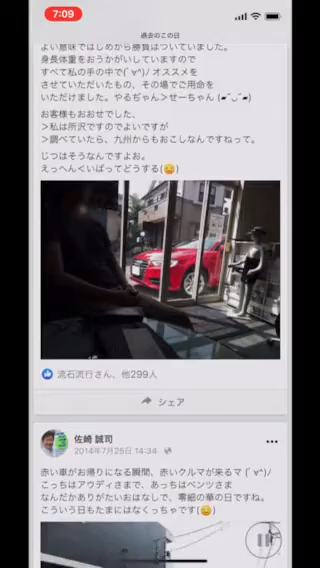 7:09
過去のこの日
よい意味ではじめから勝負はついていました。
身長体重をおうかがいしていますので
すべて私の手の中で(´∀`)ﾉ オススメを
させていただいたもの、その場でご用命を
いただけました。やるぢゃん＞せーちゃん
お客様もおおせでした、
＞私は所沢ですのでよいですが
＞調べていたら、九州からもおこしなんですねって。
じつはそうなんですよお。
えっへん＜いばってどうする(😆)
流石流行さん、他299人
シェア
佐崎 誠司
2014年7月25日 14:34
赤い車がお帰りになる瞬間、赤いクルマが来るマ (´∀`)ﾉ
こっちはアウディさまで、あっちはベンツさま
なんだかありがたいおはなしで、零細の華の日ですね。
こういう日もたまにはなくっちゃです(😆)